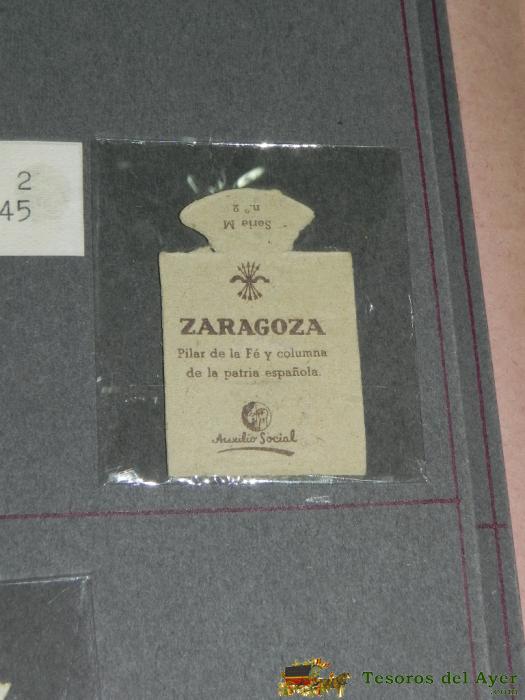 2
45
Serie M
n.º 2
ZARAGOZA
Pilar de la Fé y columna
de la patria española.
Auxilio Social
Tesoros del Ayer
.com